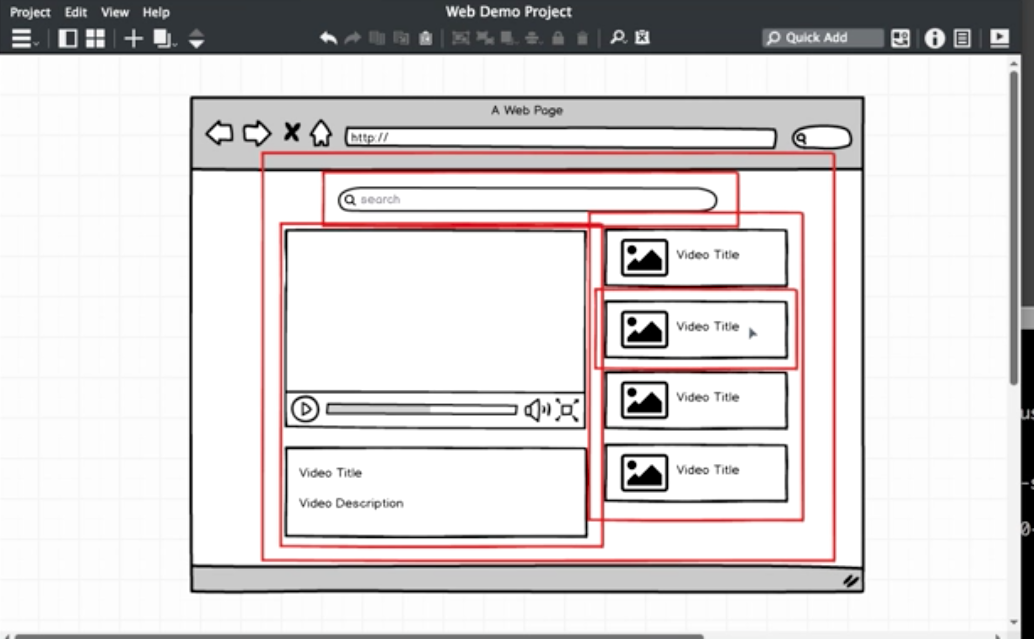 Project Edit View Help
Web Demo Project
Quick Add
A Web Page
http://
search
Video Title
Video Title
Video Title
Video Title
Video Title
Video Description